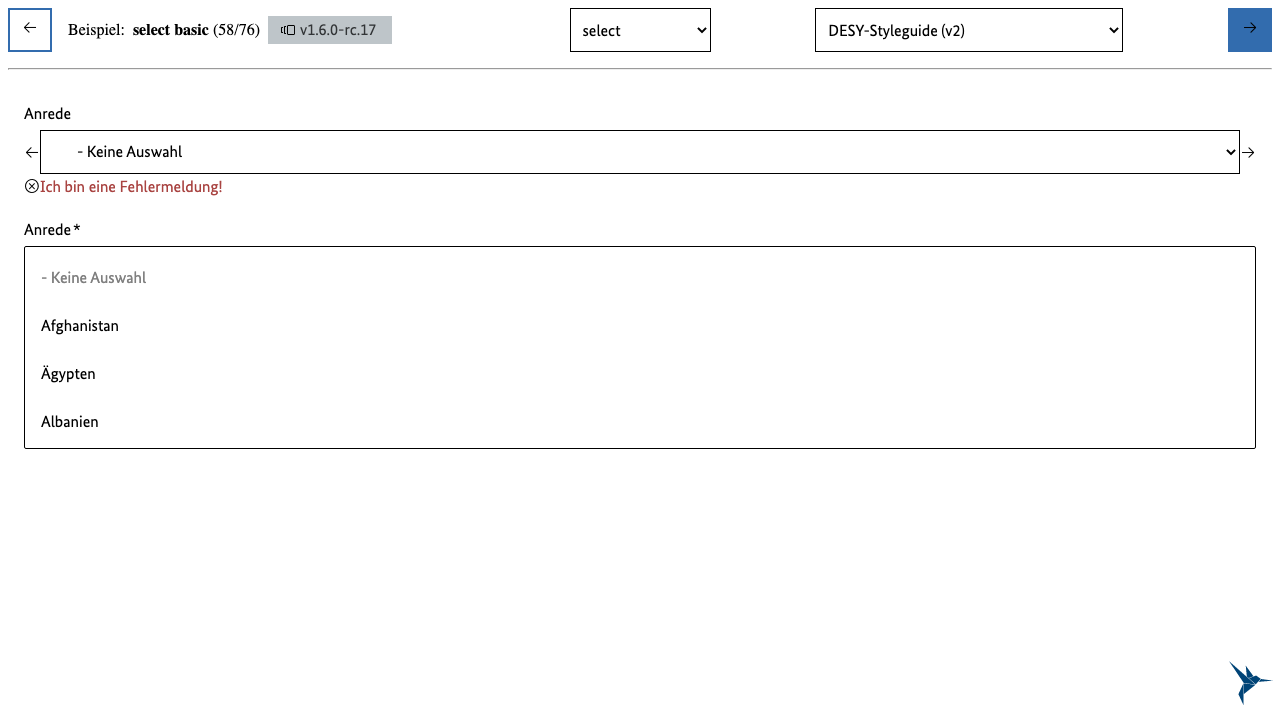 Beispiel: select basic (58/76) v1.6.0-rc.17 select DESY-Styleguide (v2)
Anrede
- Keine Auswahl
Ich bin eine Fehlermeldung!
Anrede *
- Keine Auswahl
Afghanistan
Ägypten
Albanien